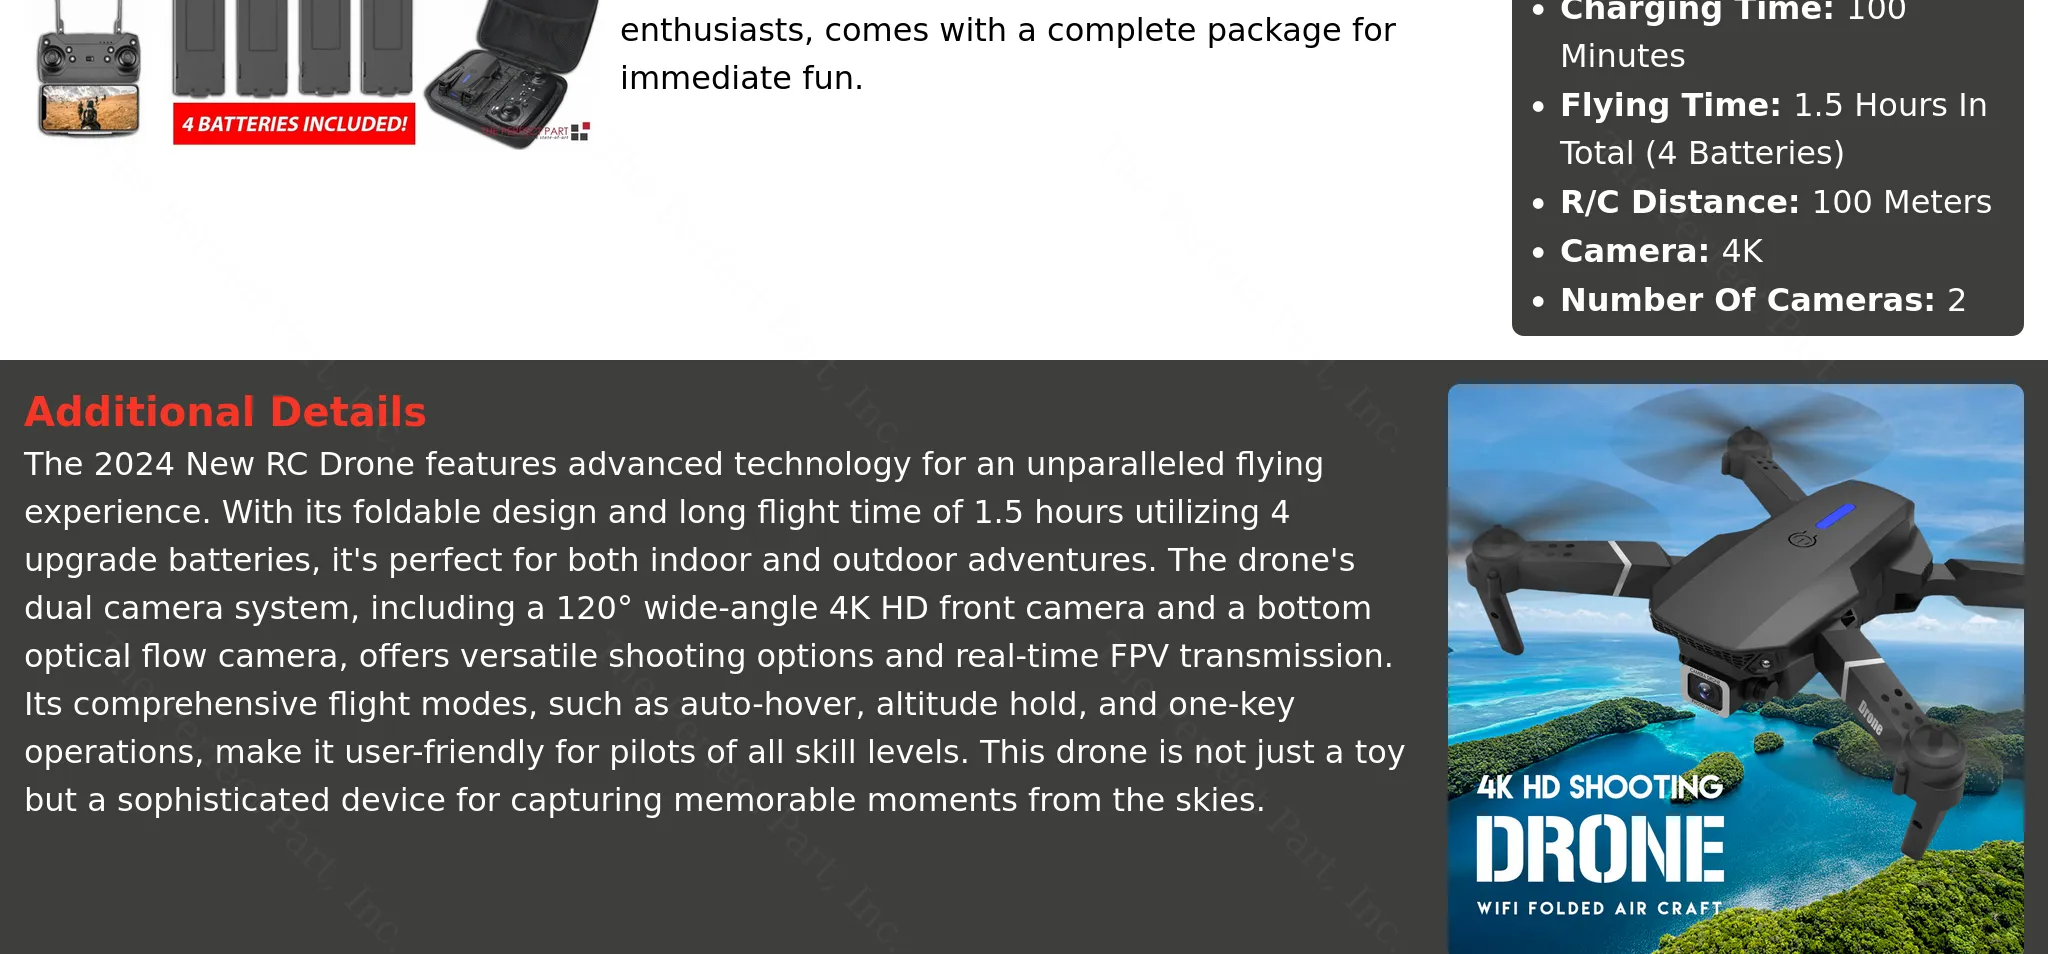 enthusiasts, comes with a complete package for
immediate fun.
4 BATTERIES INCLUDED!
PERFECT PART
• Charging Time: 100
Minutes
• Flying Time: 1.5 Hours In
Total (4 Batteries)
• R/C Distance: 100 Meters
• Camera: 4K
• Number Of Cameras: 2
Additional Details
The 2024 New RC Drone features advanced technology for an unparalleled flying
experience. With its foldable design and long flight time of 1.5 hours utilizing 4
upgrade batteries, it's perfect for both indoor and outdoor adventures. The drone's
dual camera system, including a 120° wide-angle 4K HD front camera and a bottom
optical flow camera, offers versatile shooting options and real-time FPV transmission.
Its comprehensive flight modes, such as auto-hover, altitude hold, and one-key
operations, make it user-friendly for pilots of all skill levels. This drone is not just a toy
but a sophisticated device for capturing memorable moments from the skies.
Drone
4K HD SHOOTING
DRONE
WIFI FOLDED AIR CRAFT